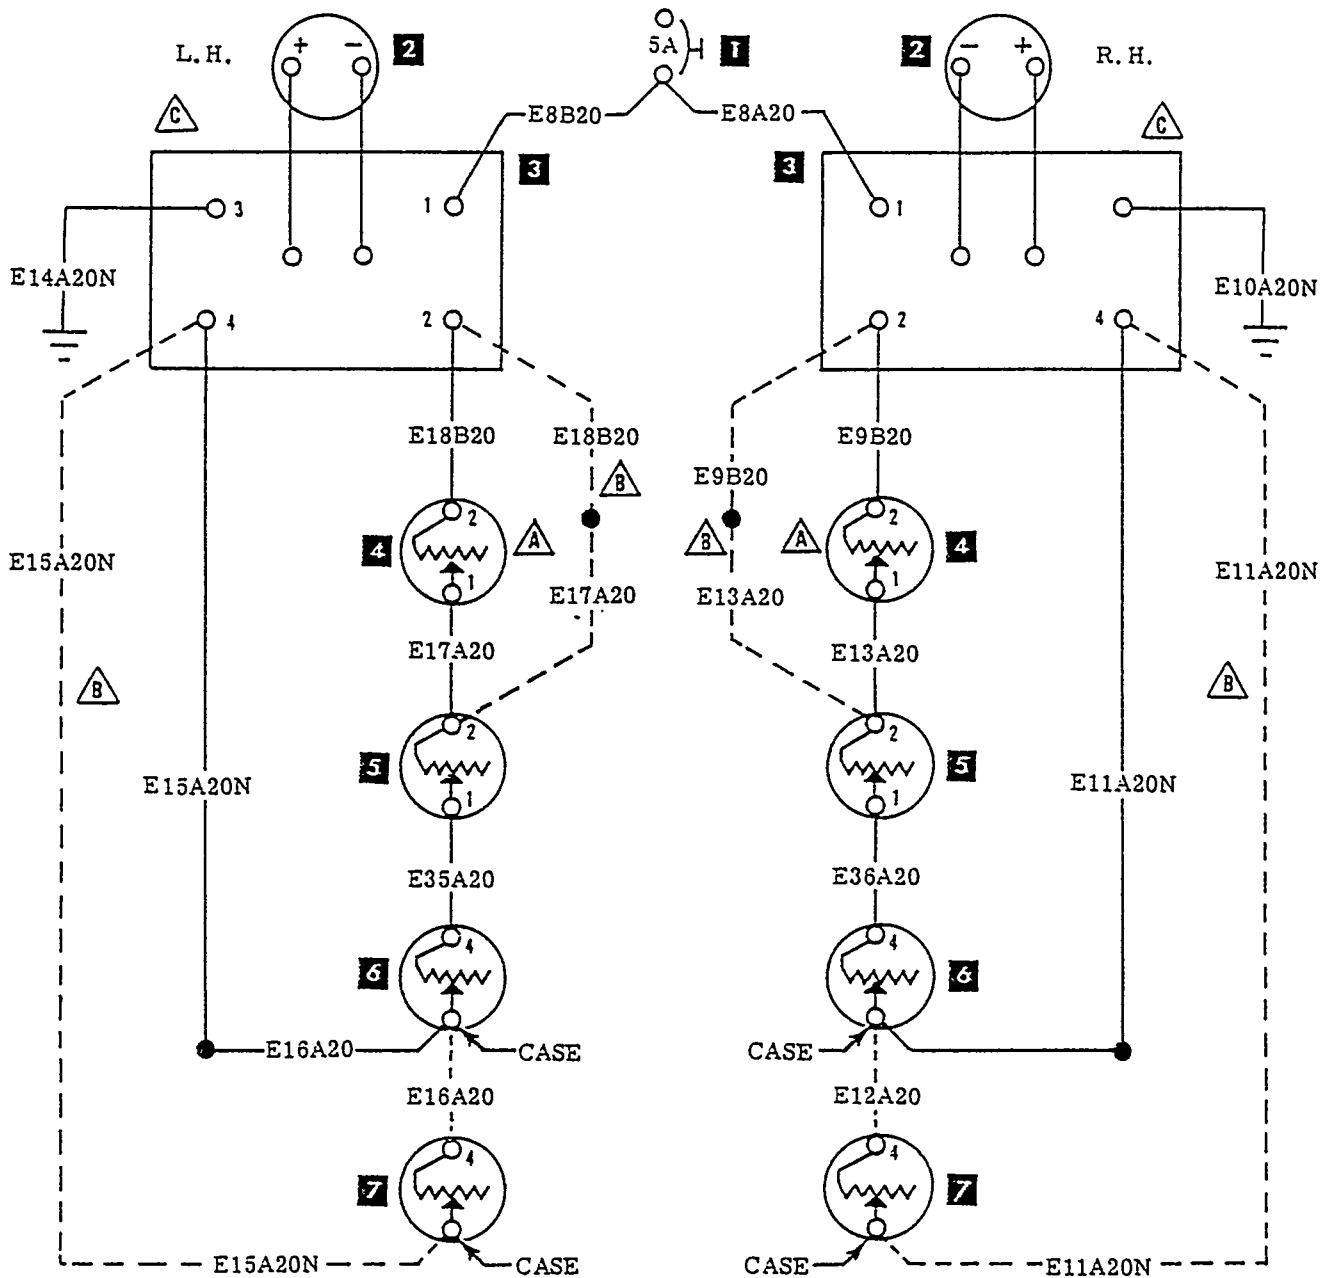 L.H.
+
−
2
5A
1
2
−
+
R.H.
C
E8B20
E8A20
C
3
3
3
1
1
E14A20N
E10A20N
4
2
2
4
E18B20
E18B20
E9B20
E9B20
B
2
A
4
1
E15A20N
E17A20
B
A
2
4
1
E13A20
E11A20N
E17A20
E13A20
B
B
2
5
1
2
5
1
E15A20N
E11A20N
E35A20
E36A20
4
6
4
6
E16A20
CASE
CASE
E16A20
E12A20
4
7
4
7
E15A20N
CASE
CASE
E11A20N